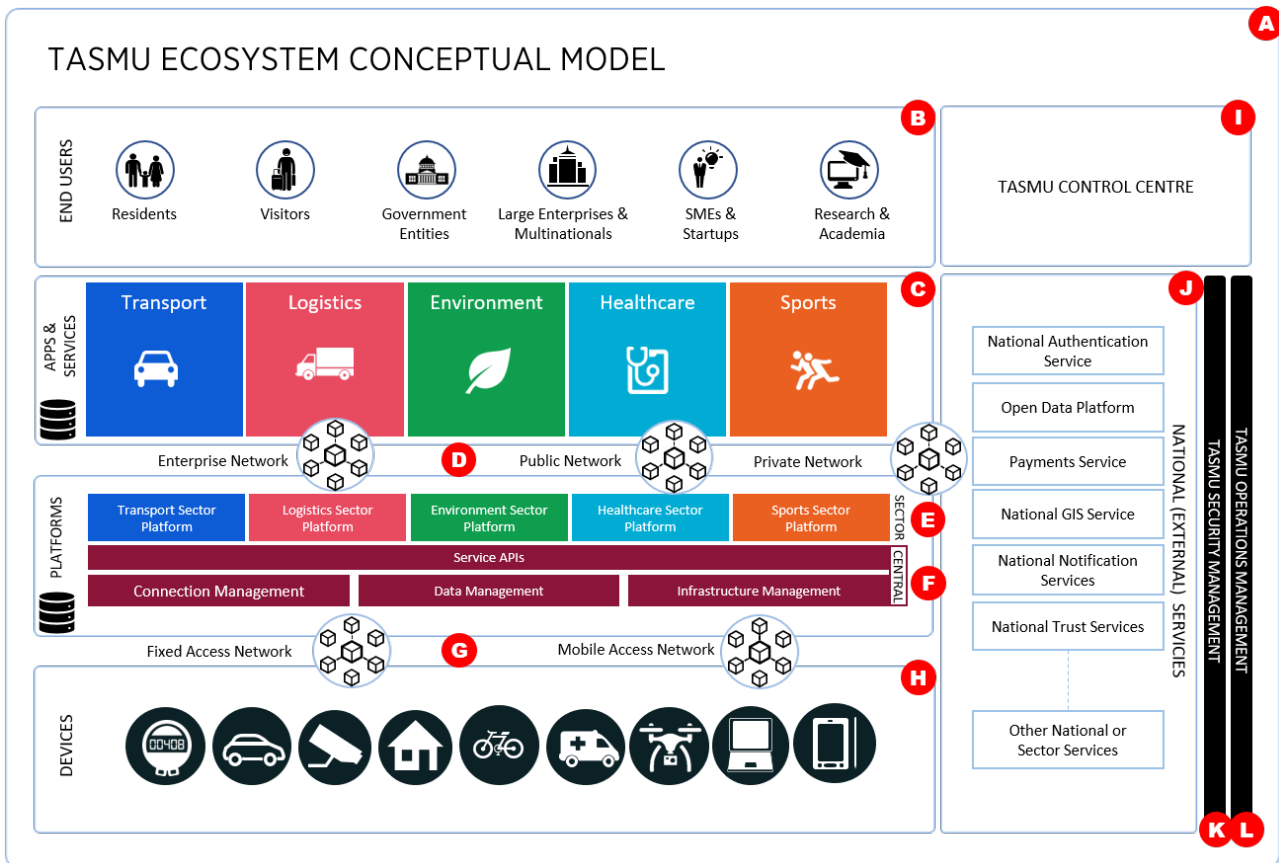 A
TASMU ECOSYSTEM CONCEPTUAL MODEL
B
END USERS
Residents
Visitors
Government
Entities
Large Enterprises &
Multinationals
SMEs &
Startups
Research &
Academia
I
TASMU CONTROL CENTRE
C
APPS &
SERVICES
Transport
Logistics
Environment
Healthcare
Sports
Enterprise Network
D
Public Network
Private Network
PLATFORMS
Transport Sector
Platform
Logistics Sector
Platform
Environment Sector
Platform
Healthcare Sector
Platform
Sports Sector
Platform
SECTOR
E
Service APIs
CENTRAL
F
Connection Management
Data Management
Infrastructure Management
Fixed Access Network
G
Mobile Access Network
H
DEVICES
00408
J
National Authentication
Service
Open Data Platform
Payments Service
National GIS Service
National Notification
Services
National Trust Services
Other National or
Sector Services
NATIONAL (EXTERNAL) SERVICIES
TASMU SECURITY MANAGEMENT
TASMU OPERATIONS MANAGEMENT
K
L